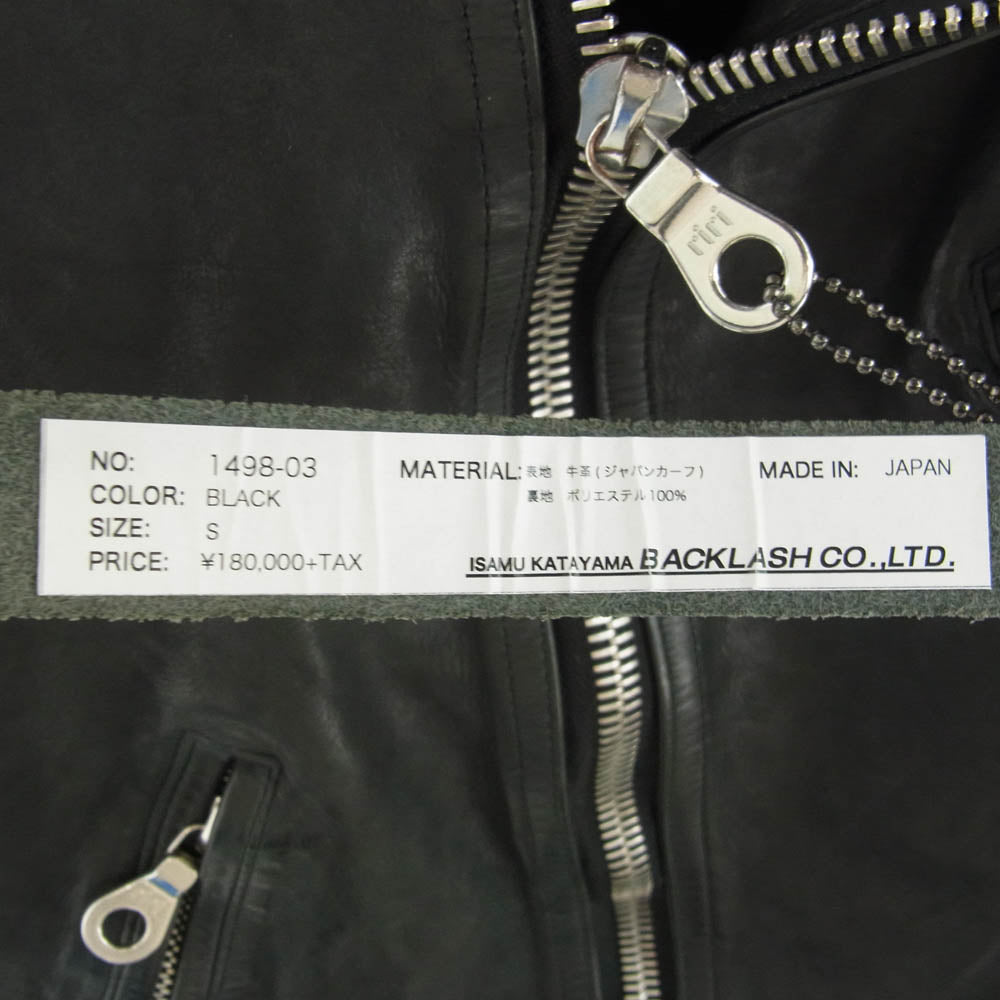 riri
NO: 1498-03
COLOR: BLACK
SIZE: S
PRICE: ¥180,000+TAX
MATERIAL: 表地 牛革(ジャパンカーフ)
裏地 ポリエステル100%
MADE IN: JAPAN
ISAMU KATAYAMA BACKLASH CO.,LTD.